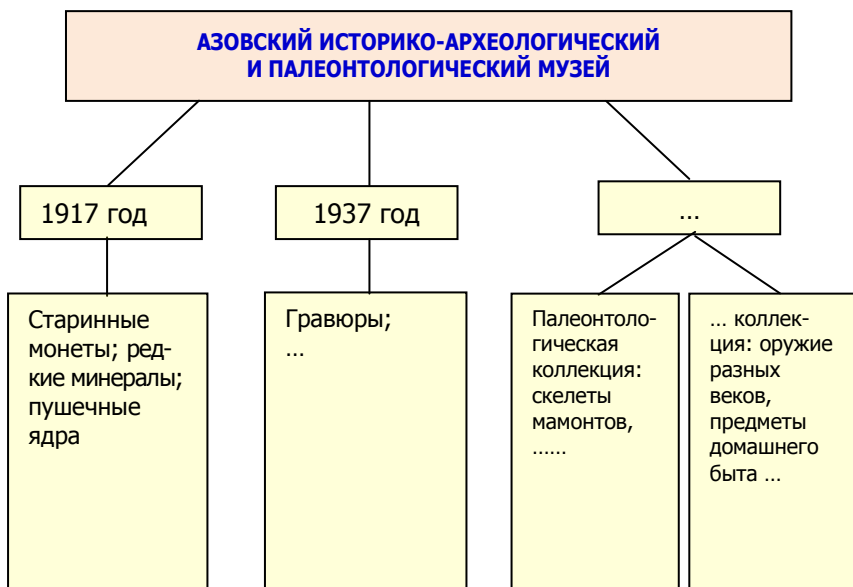 АЗОВСКИЙ ИСТОРИКО-АРХЕОЛОГИЧЕСКИЙ
И ПАЛЕОНТОЛОГИЧЕСКИЙ МУЗЕЙ
1917 год
1937 год
…
Старинные
монеты; ред-
кие минералы;
пушечные
ядра
Гравюры;
…
Палеонтоло-
гическая
коллекция:
скелеты
мамонтов,
……
… коллек-
ция: оружие
разных
веков,
предметы
домашнего
быта …